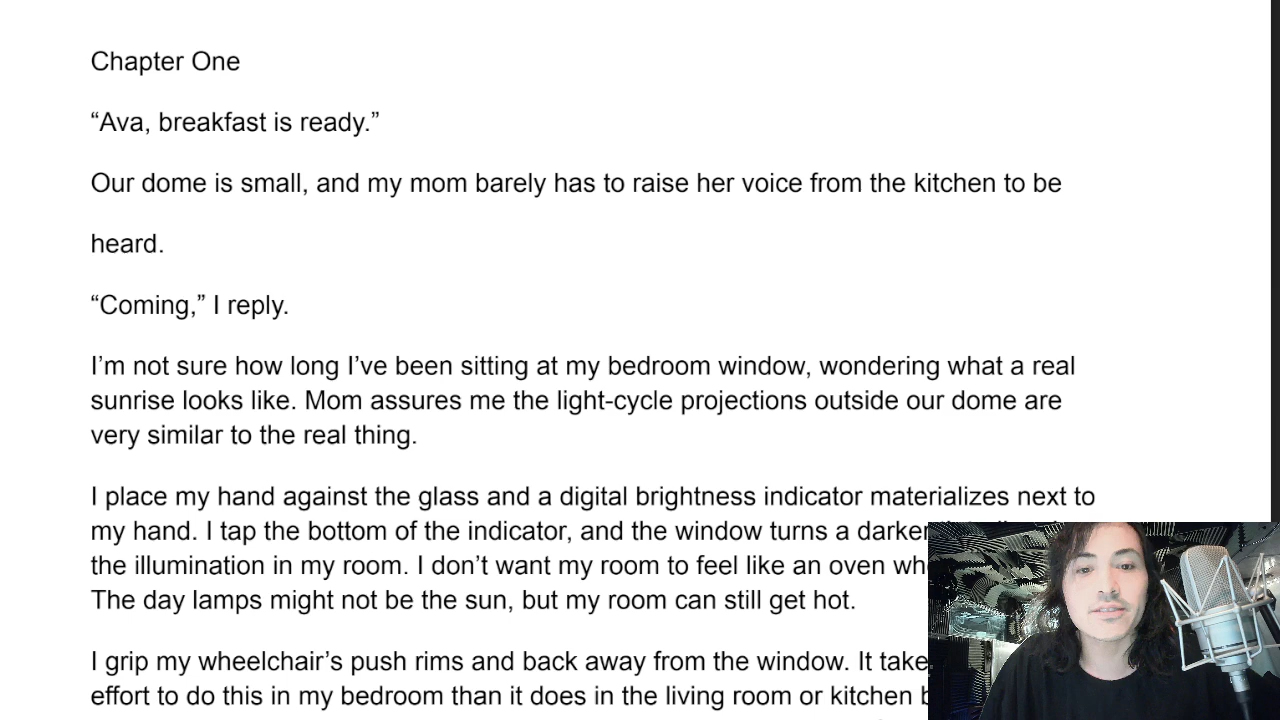 Chapter One
“Ava, breakfast is ready.”
Our dome is small, and my mom barely has to raise her voice from the kitchen to be
heard.
“Coming,” I reply.
I’m not sure how long I’ve been sitting at my bedroom window, wondering what a real
sunrise looks like. Mom assures me the light-cycle projections outside our dome are
very similar to the real thing.
I place my hand against the glass and a digital brightness indicator materializes next to
my hand. I tap the bottom of the indicator, and the window turns a darker
the illumination in my room. I don’t want my room to feel like an oven
The day lamps might not be the sun, but my room can still get hot.
I grip my wheelchair’s push rims and back away from the window. It
effort to do this in my bedroom than it does in the living room or kitchen